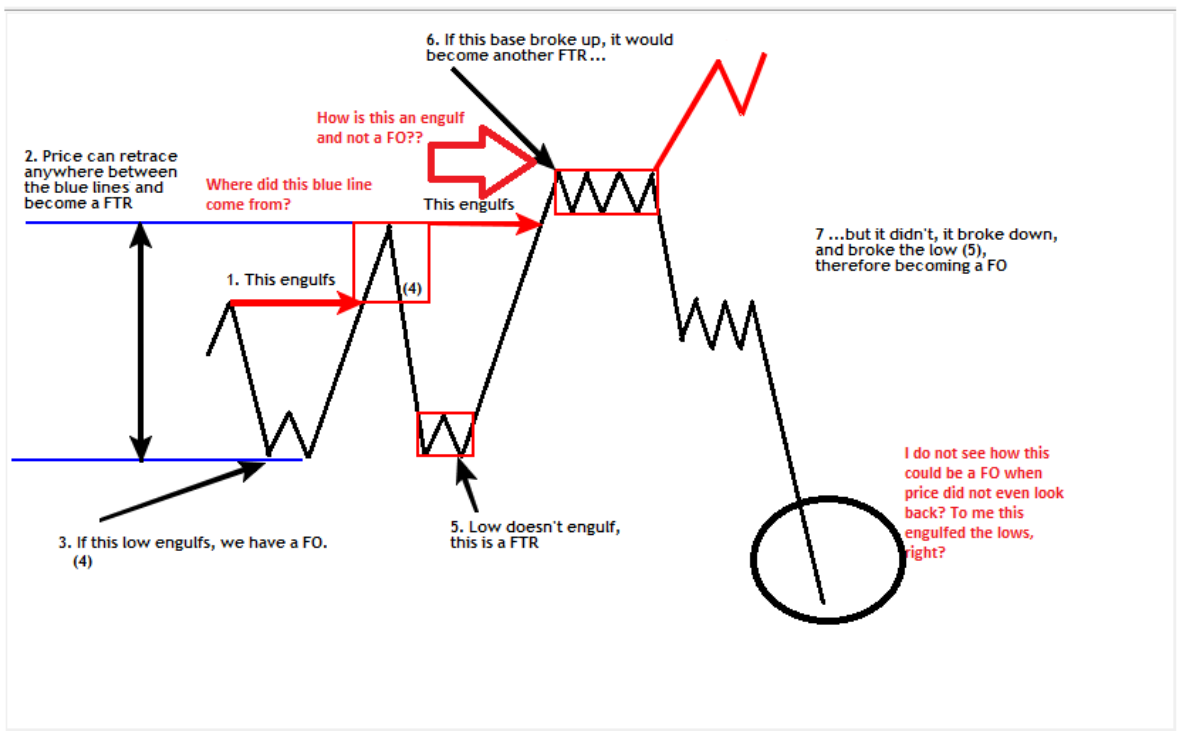 6. If this base broke up, it would
become another FTR...
How is this an engulf
and not a FO??
2. Price can retrace
anywhere between
the blue lines and
become a FTR
Where did this blue line
come from?
This engulfs
7 ...but it didn't, it broke down,
and broke the low (5),
therefore becoming a FO
1. This engulfs
(4)
I do not see how this
could be a FO when
price did not even look
back? To me this
engulfed the lows,
right?
5. Low doesn't engulf,
this is a FTR
3. If this low engulfs, we have a FO.
(4)